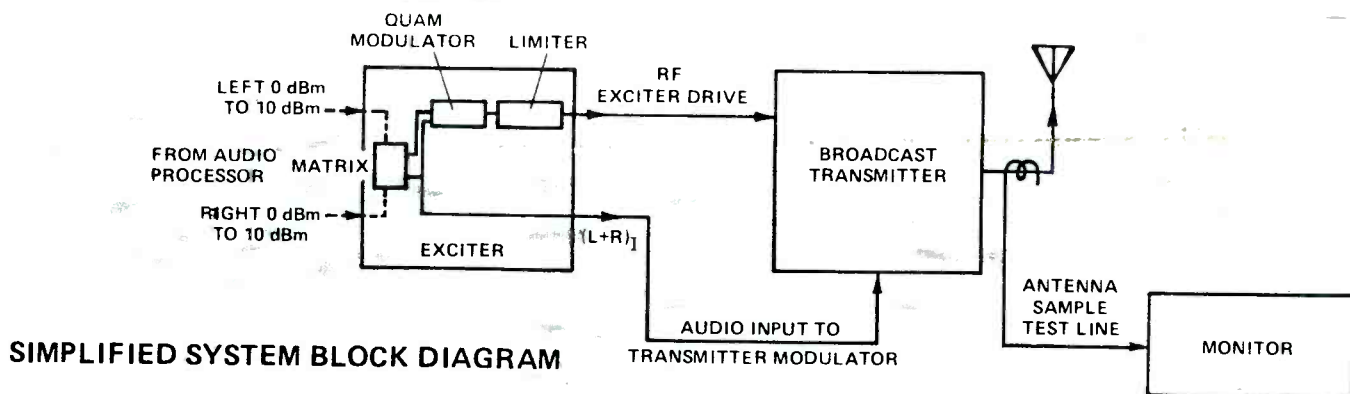 QUAM
MODULATOR
LIMITER
LEFT 0 dBm
TO 10 dBm
FROM AUDIO
PROCESSOR
MATRIX
RIGHT 0 dBm
TO 10 dBm
EXCITER
(L+R)I
RF
EXCITER DRIVE
BROADCAST
TRANSMITTER
AUDIO INPUT TO
TRANSMITTER MODULATOR
ANTENNA
SAMPLE
TEST LINE
MONITOR
SIMPLIFIED SYSTEM BLOCK DIAGRAM